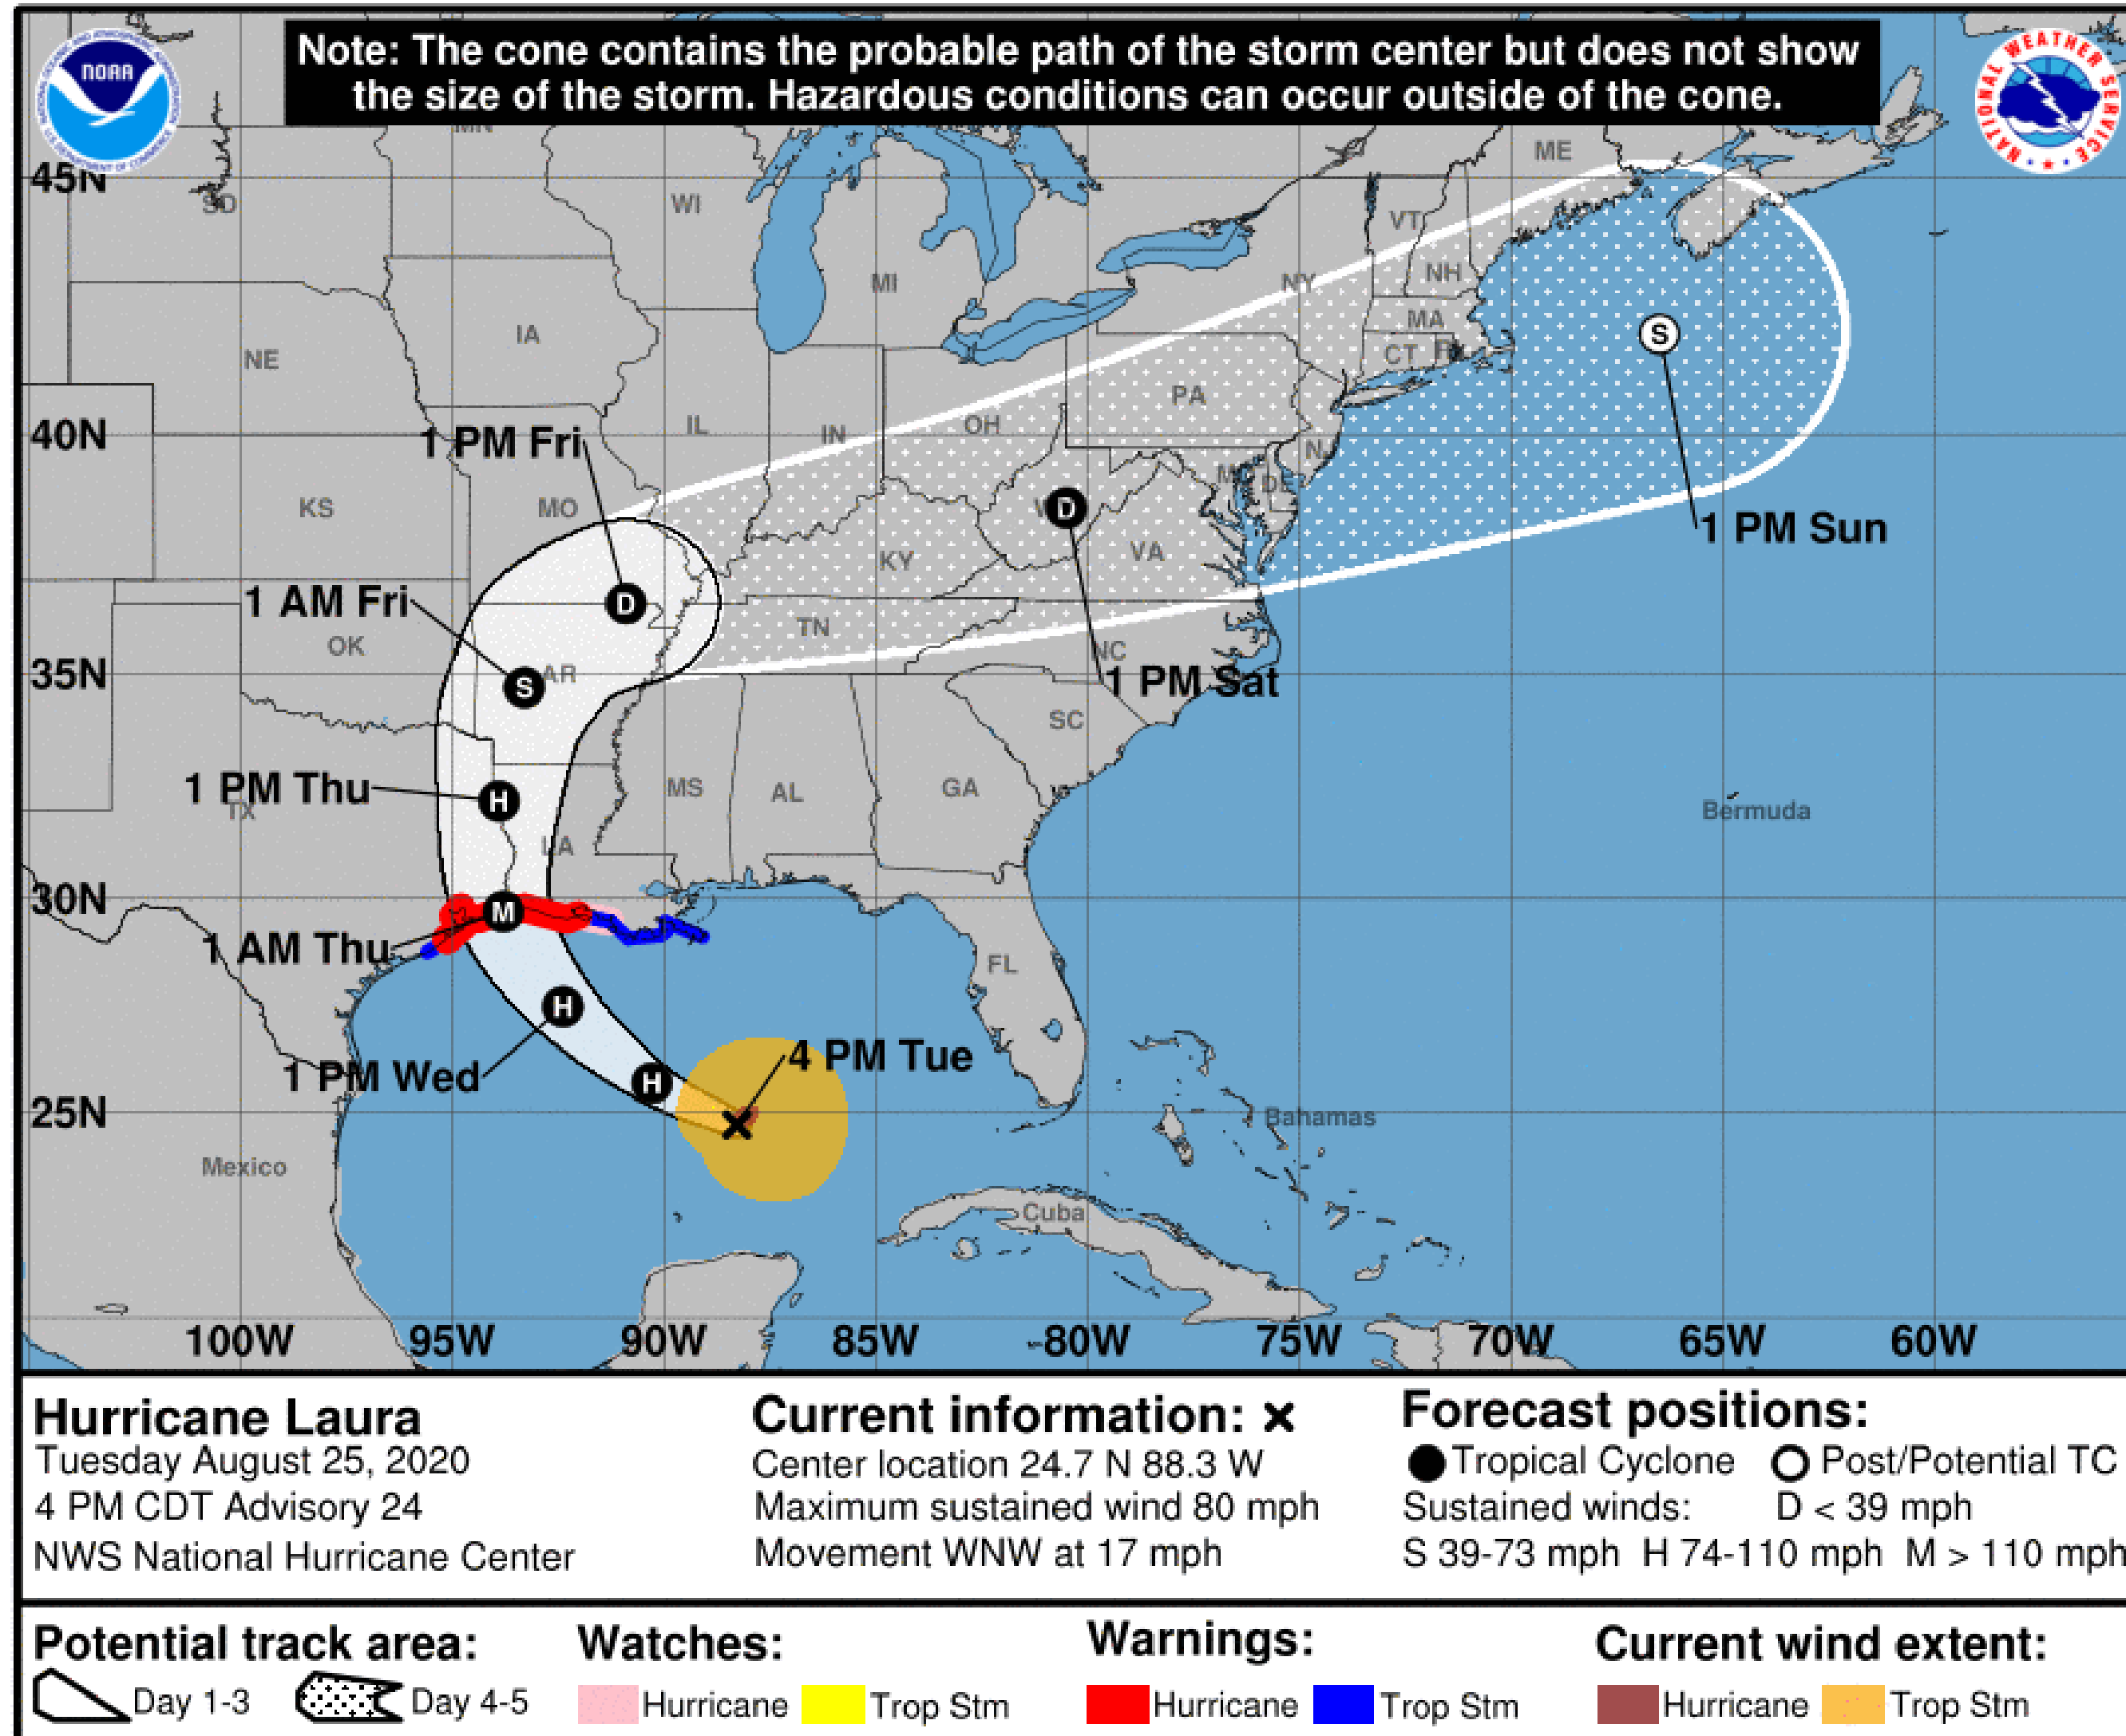 Note: The cone contains the probable path of the storm center but does not show
the size of the storm. Hazardous conditions can occur outside of the cone.
NOAA
NATIONAL WEATHER SERVICE
MN
ME
45N
SD
WI
VT
MI
NY
NH
MA
IA
NE
CT
PA
IL
IN
OH
40N
1 PM Fri
NJ
DE
KS
MO
1 PM Sun
KY
VA
1 AM Fri
OK
TN
NC
35N
AR
1 PM Sat
SC
1 PM Thu
TX
MS
AL
GA
Bermuda
LA
30N
1 AM Thu
FL
4 PM Tue
1 PM Wed
25N
Bahamas
Mexico
Cuba
D
S
D
S
H
M
H
H
100W 95W 90W 85W 80W 75W 70W 65W 60W
Hurricane Laura
Tuesday August 25, 2020
4 PM CDT Advisory 24
NWS National Hurricane Center
Current information: x
Center location 24.7 N 88.3 W
Maximum sustained wind 80 mph
Movement WNW at 17 mph
Forecast positions:
Tropical Cyclone Post/Potential TC
Sustained winds: D < 39 mph
S 39-73 mph H 74-110 mph M > 110 mph
Potential track area:
Day 1-3 Day 4-5
Watches:
Hurricane Trop Stm
Warnings:
Hurricane Trop Stm
Current wind extent:
Hurricane Trop Stm